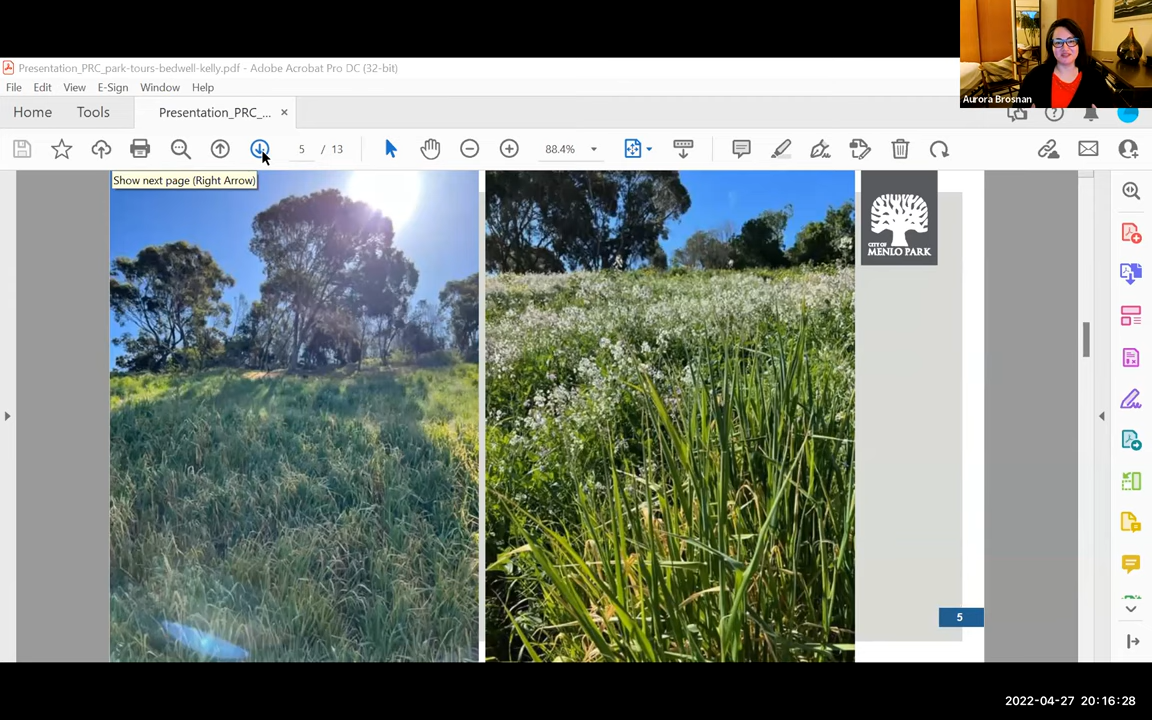 Presentation_PRC_park-tours-bedwell-kelly.pdf - Adobe Acrobat Pro DC (32-bit)
Aurora Brosnan
File Edit View E-Sign Window Help
Home Tools Presentation_PRC_... ×
5 / 13 88.4%
Show next page (Right Arrow)
CITY OF
MENLO PARK
5
2022-04-27 20:16:28